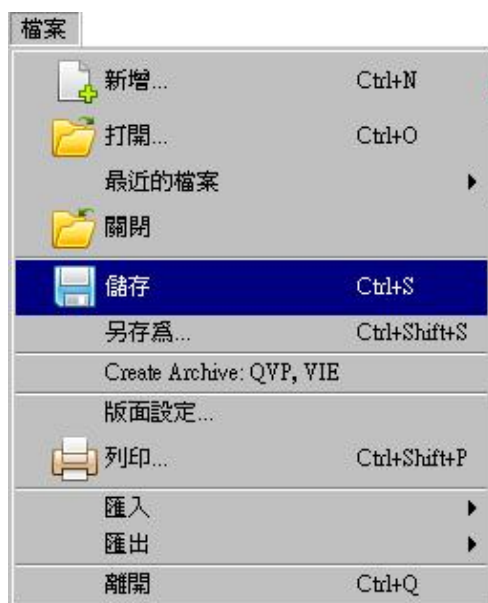 檔案
新增... Ctrl+N
打開... Ctrl+O
最近的檔案
關閉
儲存 Ctrl+S
另存爲... Ctrl+Shift+S
Create Archive: QVP, VIE
版面設定...
列印... Ctrl+Shift+P
匯入
匯出
離開 Ctrl+Q